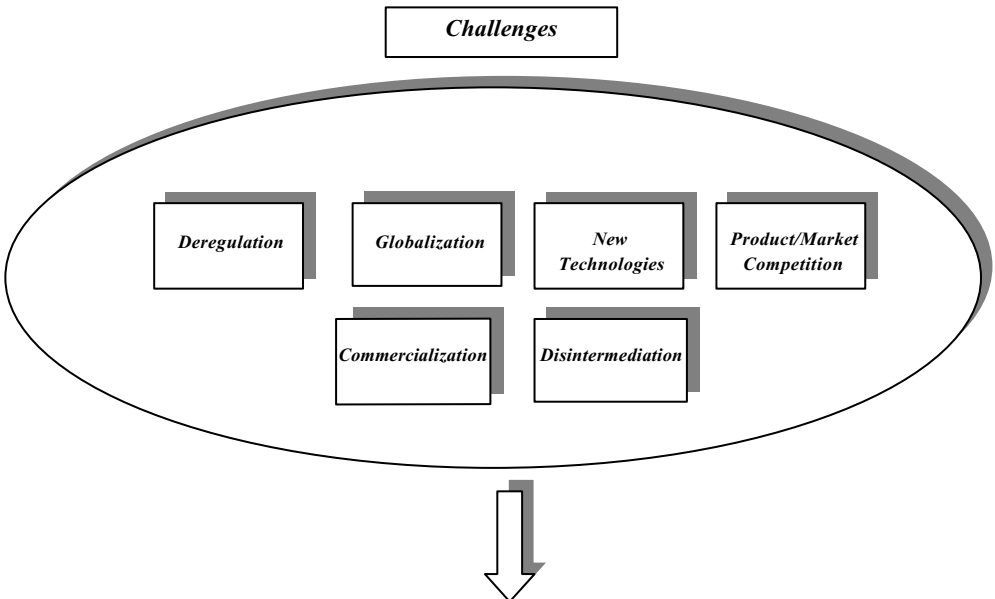 Challenges
Deregulation
Globalization
New
Technologies
Product/Market
Competition
Commercialization
Disintermediation